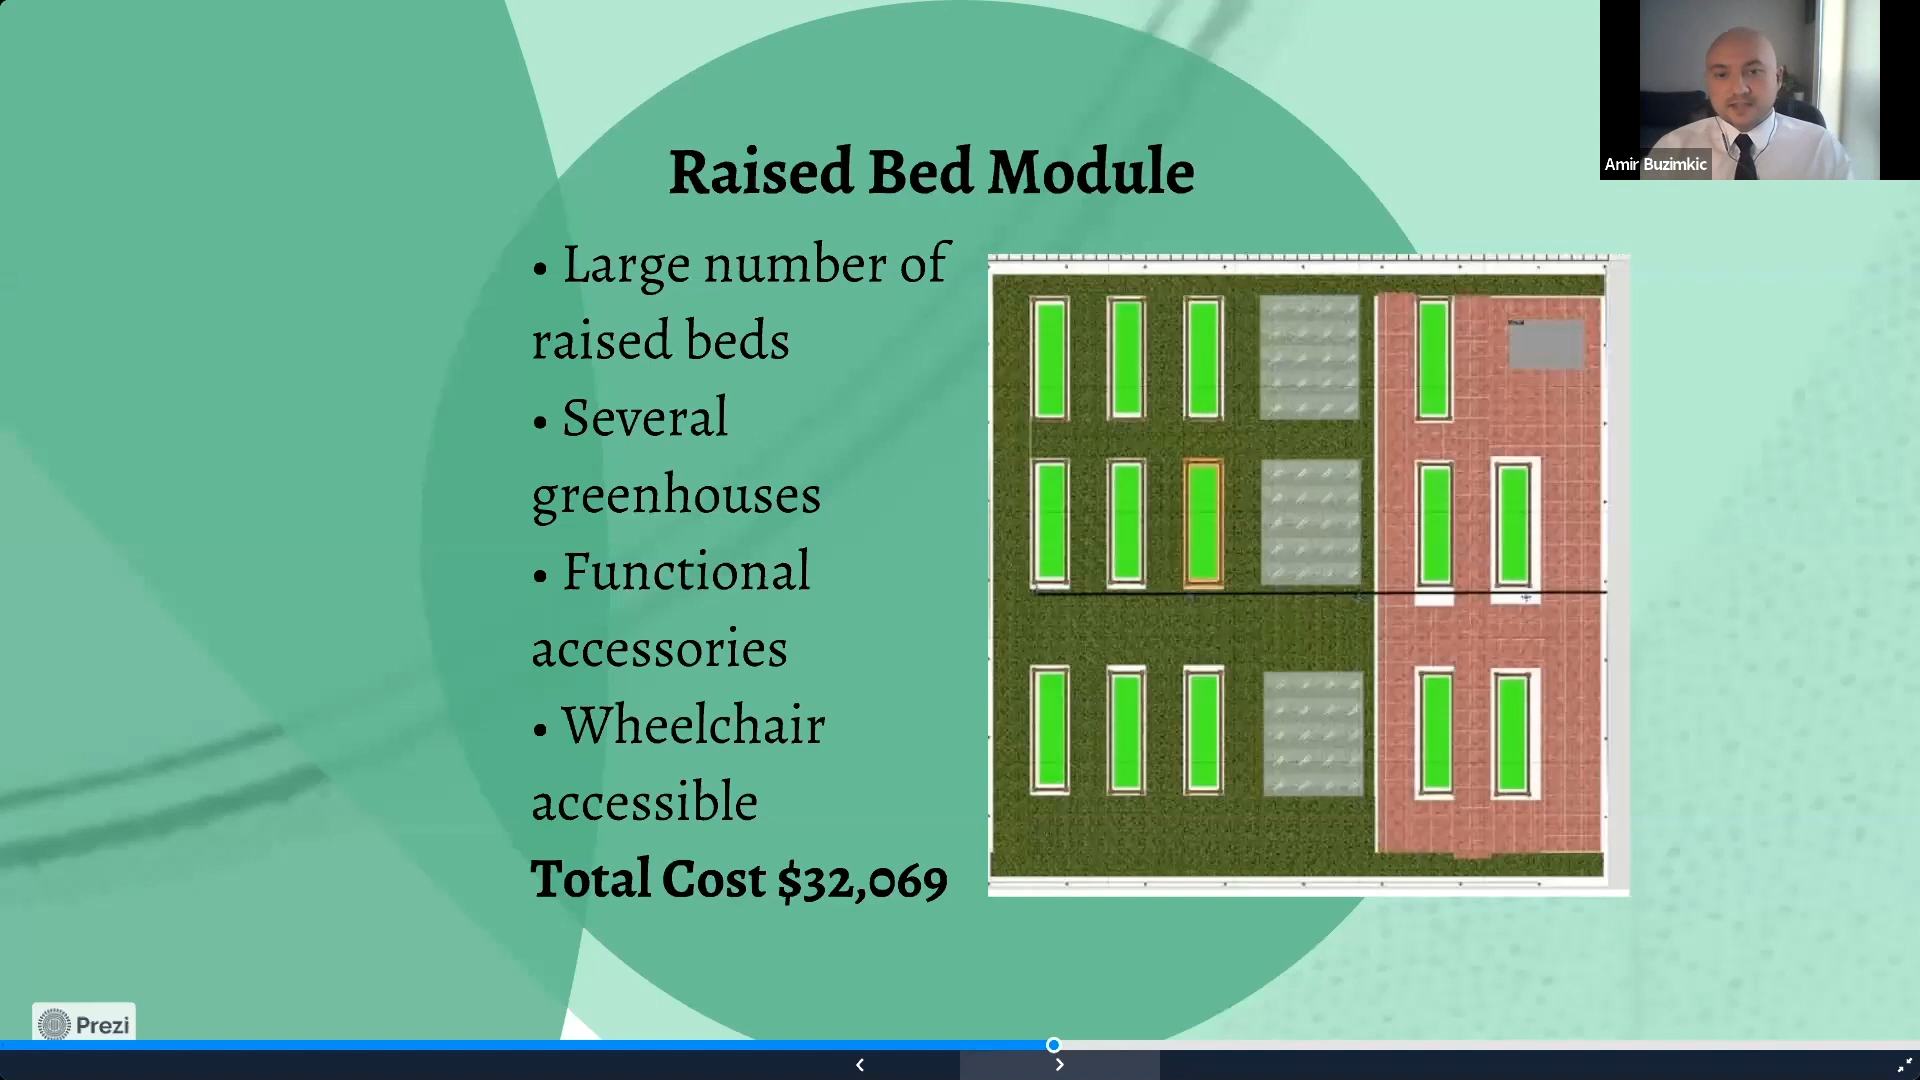 Amir Buzimkic
Raised Bed Module
• Large number of
raised beds
• Several
greenhouses
• Functional
accessories
• Wheelchair
accessible
Total Cost $32,069
Prezi